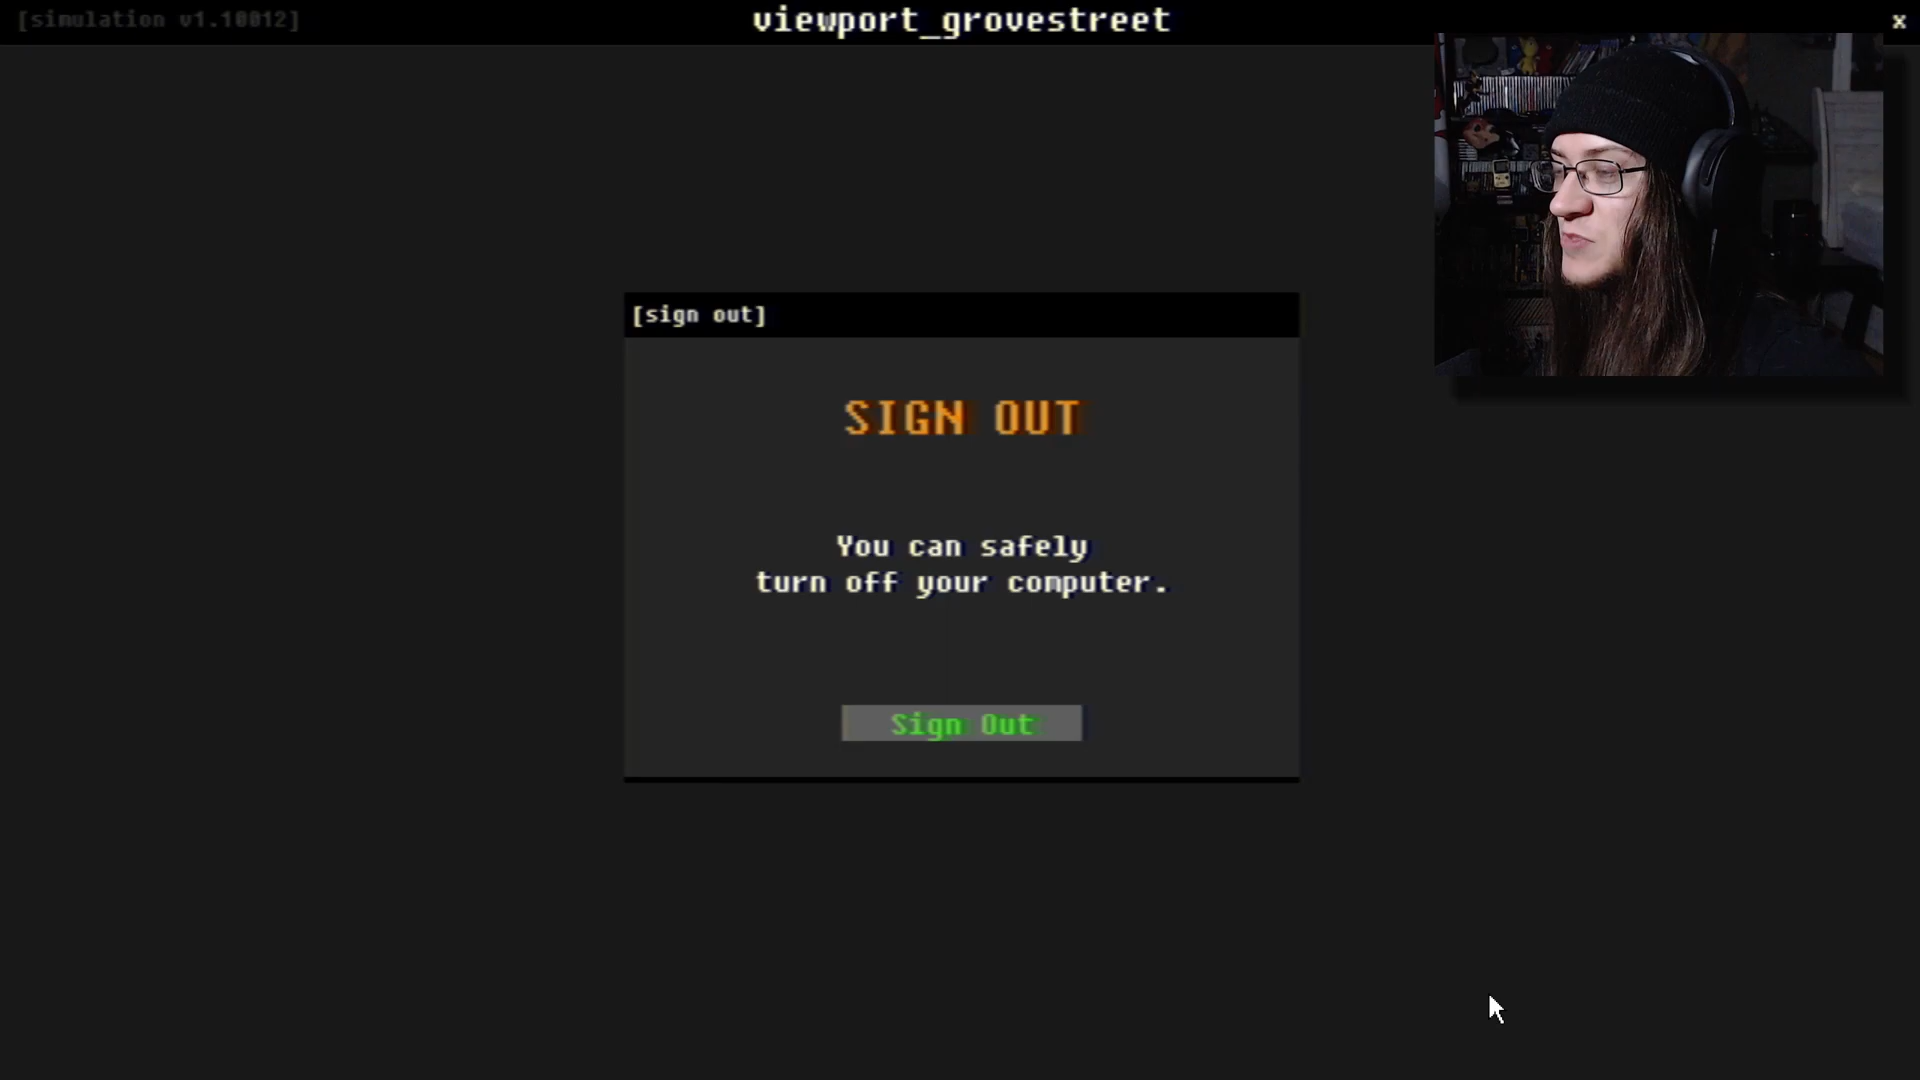 [simulation v1.10012]
viewport_grovestreet
x
[sign out]
SIGN OUT
You can safely
turn off your computer.
Sign Out